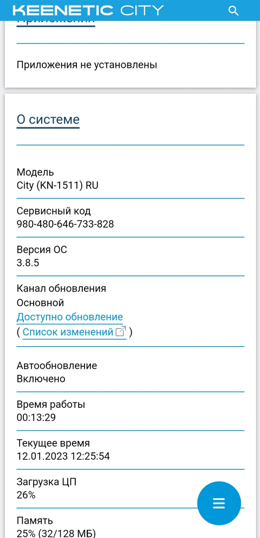 KEENETIC CITY
Приложения
Приложения не установлены
О системе
Модель
City (KN-1511) RU
Сервисный код
980-480-646-733-828
Версия ОС
3.8.5
Канал обновления
Основной
Доступно обновление
( Список изменений )
Автообновление
Включено
Время работы
00:13:29
Текущее время
12.01.2023 12:25:54
Загрузка ЦП
26%
Память
25% (32/128 МБ)